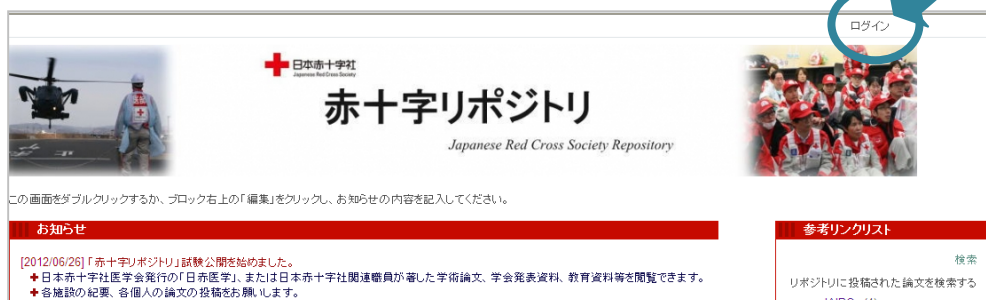 ログイン
日本赤十字社
Japanese Red Cross Society
赤十字リポジトリ
Japanese Red Cross Society Repository
この画面をダブルクリックするか、ブロック右上の「編集」をクリックし、お知らせの内容を記入してください。
お知らせ
[2012/06/26]「赤十字リポジトリ」試験公開を始めました。
日本赤十字社医学会発行の「日赤医学」、または日本赤十字社関連職員が著した学術論文、学会発表資料、教育資料等を閲覧できます。
各施設の紀要、各個人の論文の投稿をお願いします。
参考リンクリスト
検索
リポジトリに投稿された論文を検索する